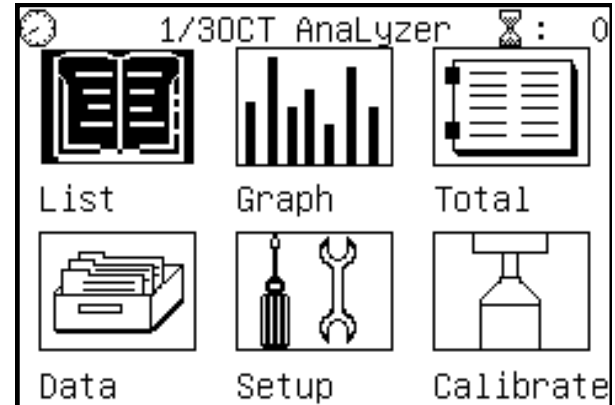 1/3OCT AnaLyzer : 0
List Graph Total
Data Setup Calibrate